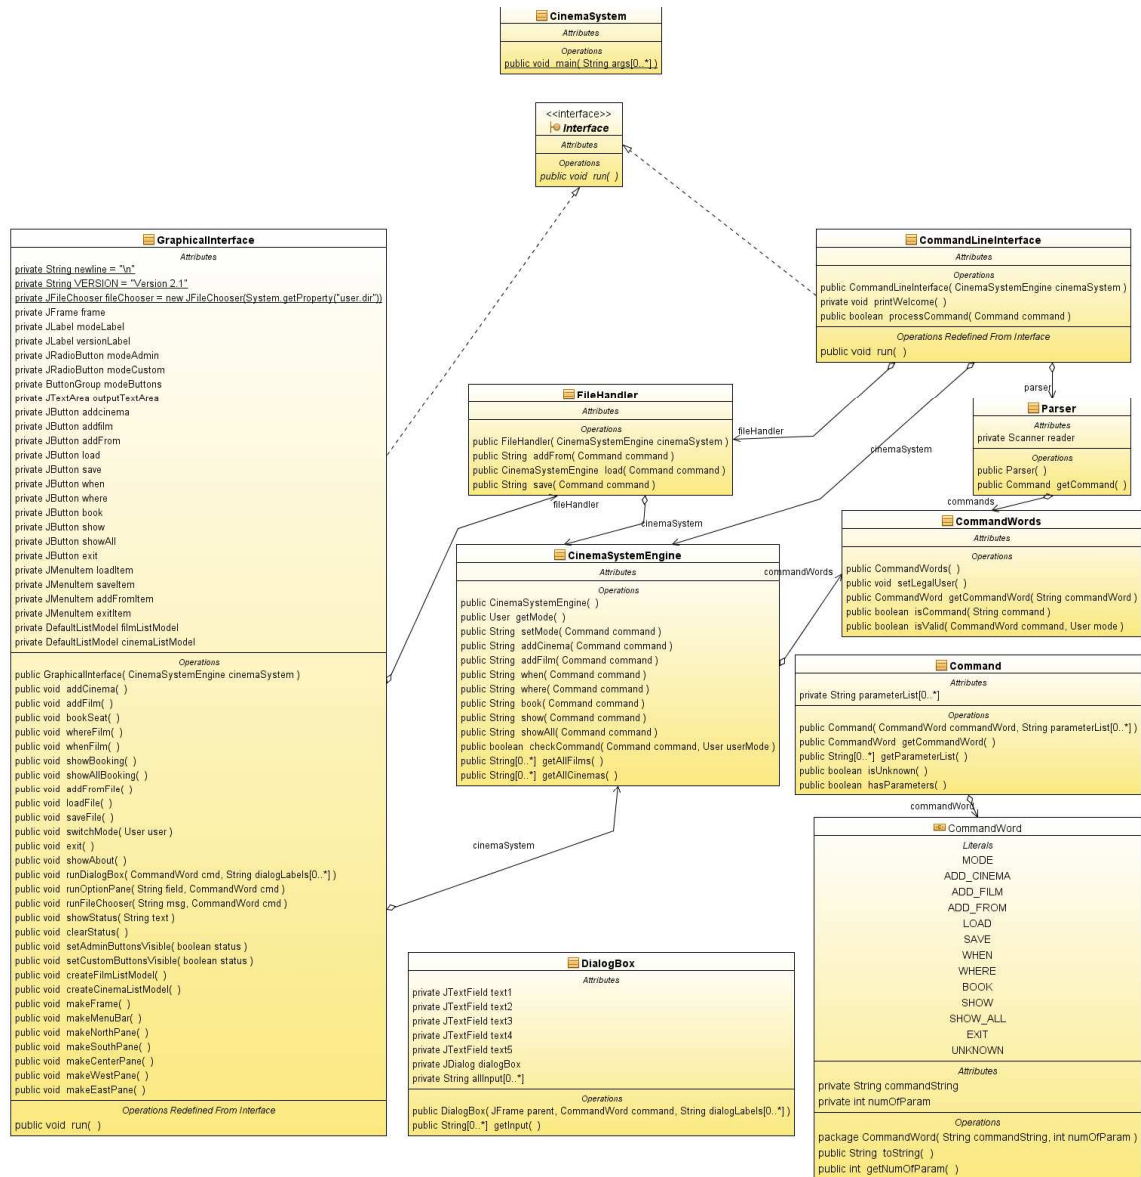 CinemaSystem
Attributes
Operations
public void main( String args[0..*] )
<<interface>>
Interface
Attributes
Operations
public void run( )
GraphicalInterface
Attributes
private String newline = "\n"
private String VERSION = "Version 2.1"
private JFileChooser fileChooser = new JFileChooser(System.getProperty("user.dir"))
private JFrame frame
private JLabel modeLabel
private JLabel versionLabel
private JRadioButton modeAdmin
private JRadioButton modeCustom
private ButtonGroup modeButtons
private JTextArea outputTextArea
private JButton addcinema
private JButton addfilm
private JButton addFrom
private JButton load
private JButton save
private JButton when
private JButton where
private JButton book
private JButton show
private JButton showAll
private JButton exit
private JMenuItem loadItem
private JMenuItem saveItem
private JMenuItem addFromItem
private JMenuItem exitItem
private DefaultListModel filmListModel
private DefaultListModel cinemaListModel
Operations
public GraphicalInterface( CinemaSystemEngine cinemaSystem )
public void addCinema( )
public void addFilm( )
public void bookSeat( )
public void whereFilm( )
public void whenFilm( )
public void showBooking( )
public void showAllBooking( )
public void addFromFile( )
public void loadFile( )
public void saveFile( )
public void switchMode( User user )
public void exit( )
public void showAbout( )
public void runDialogBox( CommandWord cmd, String dialogLabels[0..*] )
public void runOptionPane( String field, CommandWord cmd )
public void runFileChooser( String msg, CommandWord cmd )
public void showStatus( String text )
public void clearStatus( )
public void setAdminButtonsVisible( boolean status )
public void setCustomButtonsVisible( boolean status )
public void createFilmListModel( )
public void createCinemaListModel( )
public void makeFrame( )
public void makeMenuBar( )
public void makeNorthPane( )
public void makeSouthPane( )
public void makeCenterPane( )
public void makeWestPane( )
public void makeEastPane( )
Operations Redefined From Interface
public void run( )
CommandLineInterface
Attributes
Operations
public CommandLineInterface( CinemaSystemEngine cinemaSystem )
private void printWelcome( )
public boolean processCommand( Command command )
Operations Redefined From Interface
public void run( )
parser
fileHandler
cinemaSystem
FileHandler
Attributes
Operations
public FileHandler( CinemaSystemEngine cinemaSystem )
public String addFrom( Command command )
public CinemaSystemEngine load( Command command )
public String save( Command command )
fileHandler
cinemaSystem
Parser
Attributes
private Scanner reader
Operations
public Parser( )
public Command getCommand( )
commands
CommandWords
Attributes
Operations
public CommandWords( )
public void setLegalUser( )
public CommandWord getCommandWord( String commandWord )
public boolean isCommand( String command )
public boolean isValid( CommandWord command, User mode )
commandWords
CinemaSystemEngine
Attributes
Operations
public CinemaSystemEngine( )
public User getMode( )
public String setMode( Command command )
public String addCinema( Command command )
public String addFilm( Command command )
public String when( Command command )
public String where( Command command )
public String book( Command command )
public String show( Command command )
public String showAll( Command command )
public boolean checkCommand( Command command, User userMode )
public String[0..*] getAllFilms( )
public String[0..*] getAllCinemas( )
cinemaSystem
Command
Attributes
private String parameterList[0..*]
Operations
public Command( CommandWord commandWord, String parameterList[0..*] )
public CommandWord getCommandWord( )
public String[0..*] getParameterList( )
public boolean isUnknown( )
public boolean hasParameters( )
commandWord
CommandWord
Literals
MODE
ADD_CINEMA
ADD_FILM
ADD_FROM
LOAD
SAVE
WHEN
WHERE
BOOK
SHOW
SHOW_ALL
EXIT
UNKNOWN
Attributes
private String commandString
private int numOfParam
Operations
package CommandWord( String commandString, int numOfParam )
public String toString( )
public int getNumOfParam( )
DialogBox
Attributes
private JTextField text1
private JTextField text2
private JTextField text3
private JTextField text4
private JTextField text5
private JDialog dialogBox
private String allInput[0..*]
Operations
public DialogBox( JFrame parent, CommandWord command, String dialogLabels[0..*] )
public String[0..*] getInput( )